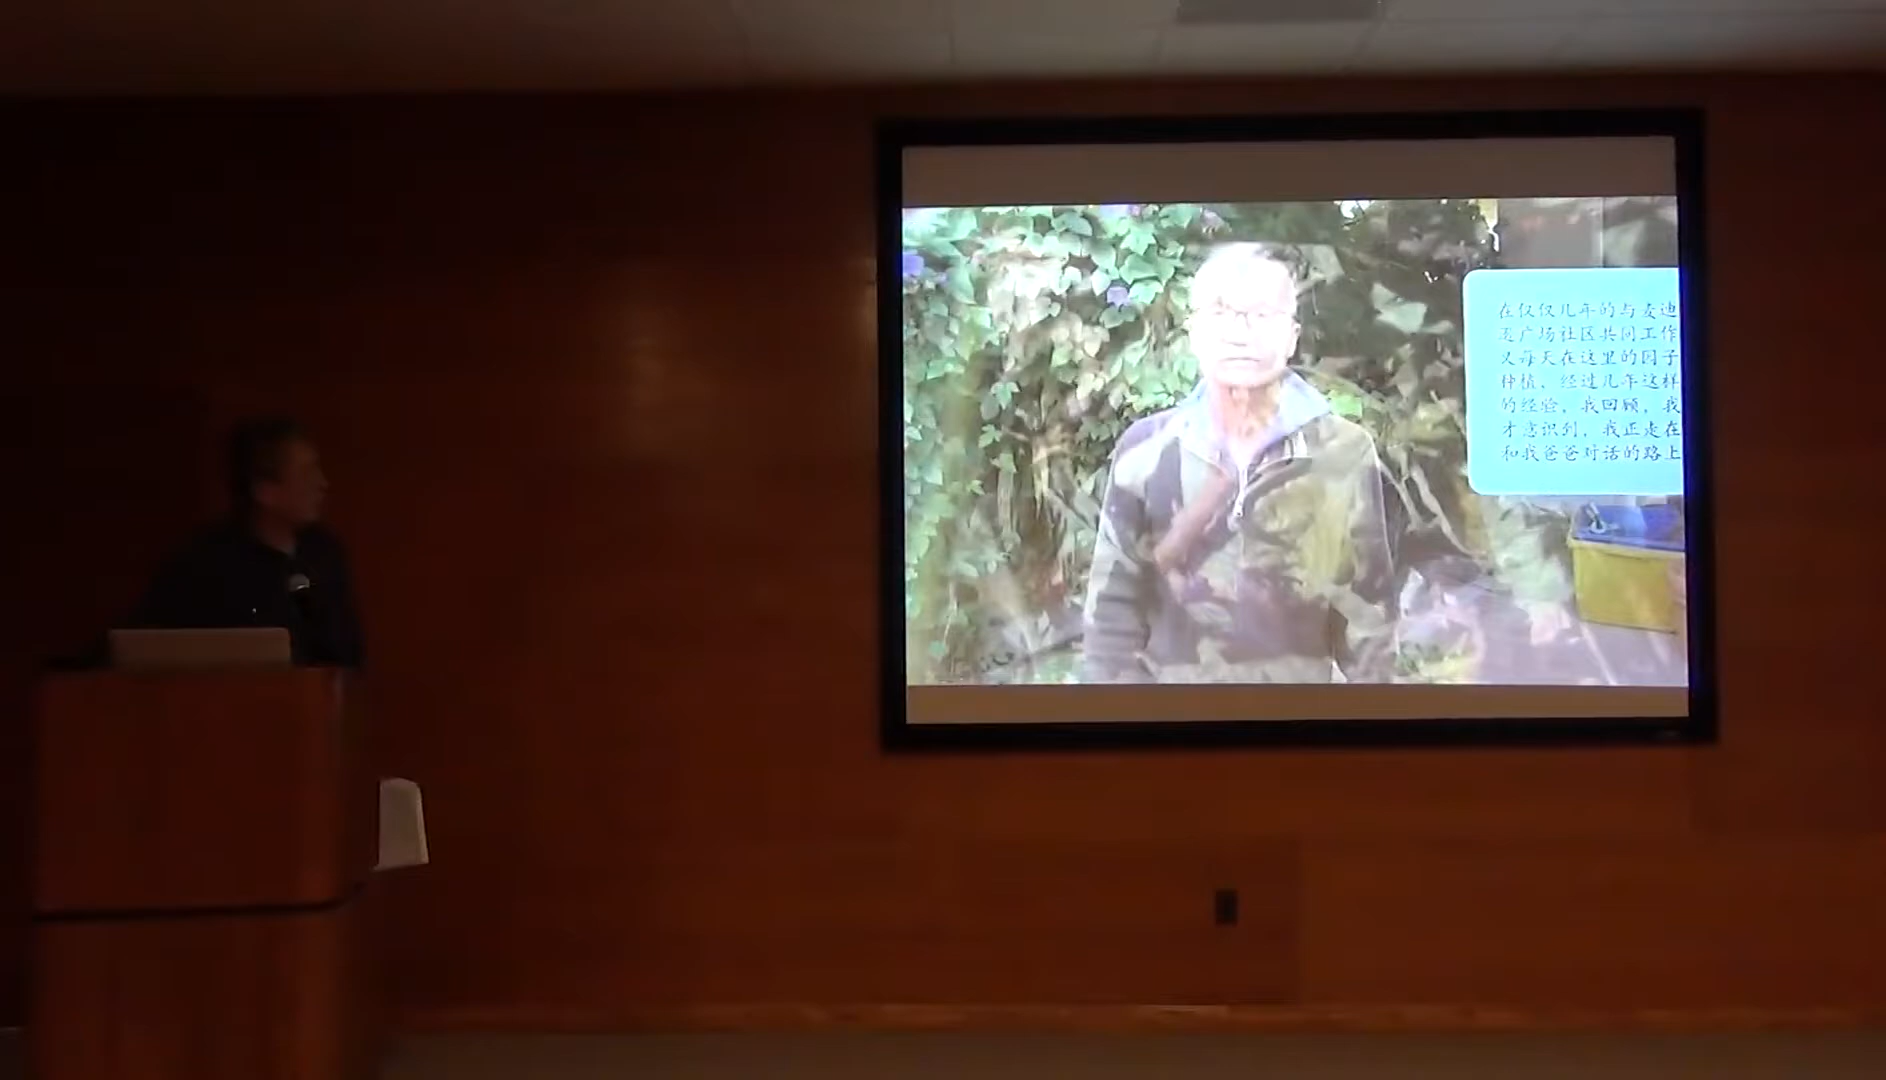 在仅仅几年的与麦迪
逊广场社区共同工作
又每天在这里的园子
种植，经过几年这样
的经验，我回顾，我
才意识到，我正走在
和我爸爸对话的路上